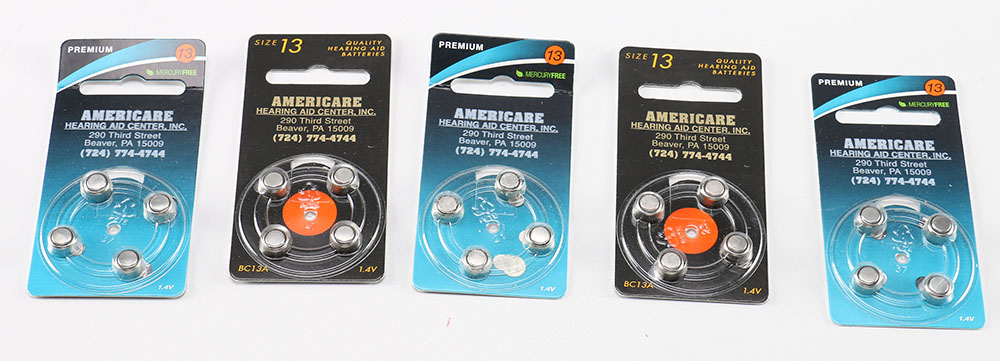 PREMIUM
13
MERCURYFREE
AMERICARE
HEARING AID CENTER, INC.
290 Third Street
Beaver, PA 15009
(724) 774-4744
1.4V
SIZE 13
QUALITY
HEARING AID
BATTERIES
AMERICARE
HEARING AID CENTER, INC.
290 Third Street
Beaver, PA 15009
(724) 774-4744
BC13A
1.4V
PREMIUM
13
MERCURYFREE
AMERICARE
HEARING AID CENTER, INC.
290 Third Street
Beaver, PA 15009
(724) 774-4744
1.4V
SIZE 13
QUALITY
HEARING AID
BATTERIES
AMERICARE
HEARING AID CENTER, INC.
290 Third Street
Beaver, PA 15009
(724) 774-4744
BC13A
1.4V
PREMIUM
13
MERCURYFREE
AMERICARE
HEARING AID CENTER, INC.
290 Third Street
Beaver, PA 15009
(724) 774-4744
1.4V